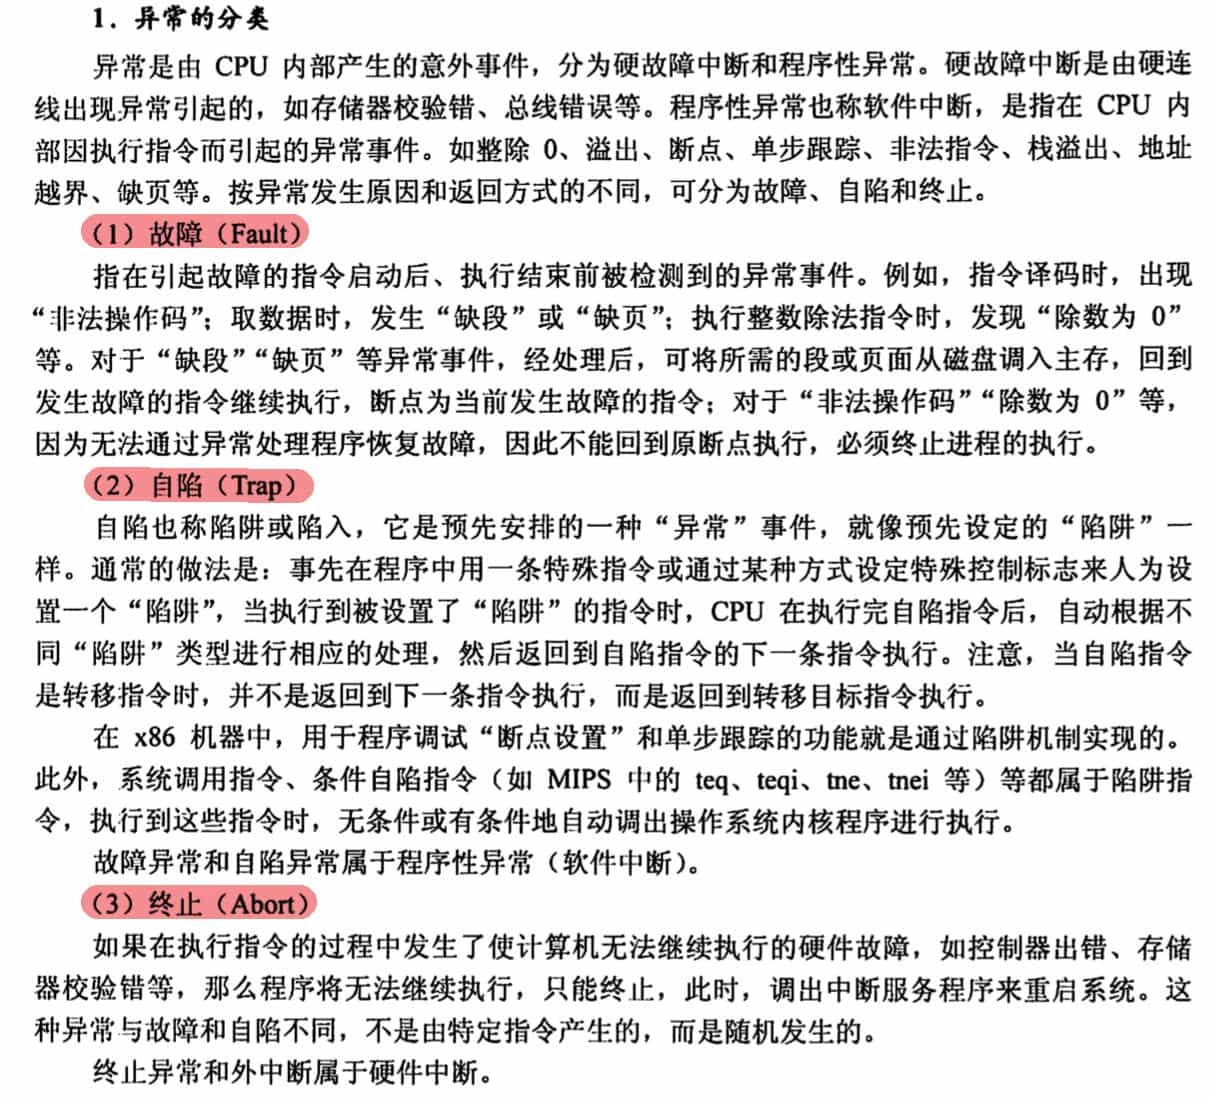 1．异常的分类
异常是由 CPU 内部产生的意外事件，分为硬故障中断和程序性异常。硬故障中断是由硬连
线出现异常引起的，如存储器校验错、总线错误等。程序性异常也称软件中断，是指在 CPU 内
部因执行指令而引起的异常事件。如整除 0、溢出、断点、单步跟踪、非法指令、栈溢出、地址
越界、缺页等。按异常发生原因和返回方式的不同，可分为故障、自陷和终止。
（1）故障（Fault）
指在引起故障的指令启动后、执行结束前被检测到的异常事件。例如，指令译码时，出现
“非法操作码”；取数据时，发生“缺段”或“缺页”；执行整数除法指令时，发现“除数为 0”
等。对于“缺段”“缺页”等异常事件，经处理后，可将所需的段或页面从磁盘调入主存，回到
发生故障的指令继续执行，断点为当前发生故障的指令；对于“非法操作码”“除数为 0”等，
因为无法通过异常处理程序恢复故障，因此不能回到原断点执行，必须终止进程的执行。
（2）自陷（Trap）
自陷也称陷阱或陷入，它是预先安排的一种“异常”事件，就像预先设定的“陷阱”一
样。通常的做法是：事先在程序中用一条特殊指令或通过某种方式设定特殊控制标志来人为设
置一个“陷阱”，当执行到被设置了“陷阱”的指令时，CPU 在执行完自陷指令后，自动根据不
同“陷阱”类型进行相应的处理，然后返回到自陷指令的下一条指令执行。注意，当自陷指令
是转移指令时，并不是返回到下一条指令执行，而是返回到转移目标指令执行。
在 x86 机器中，用于程序调试“断点设置”和单步跟踪的功能就是通过陷阱机制实现的。
此外，系统调用指令、条件自陷指令（如 MIPS 中的 teq、teqi、tne、tnei 等）等都属于陷阱指
令，执行到这些指令时，无条件或有条件地自动调出操作系统内核程序进行执行。
故障异常和自陷异常属于程序性异常（软件中断）。
（3）终止（Abort）
如果在执行指令的过程中发生了使计算机无法继续执行的硬件故障，如控制器出错、存储
器校验错等，那么程序将无法继续执行，只能终止，此时，调出中断服务程序来重启系统。这
种异常与故障和自陷不同，不是由特定指令产生的，而是随机发生的。
终止异常和外中断属于硬件中断。